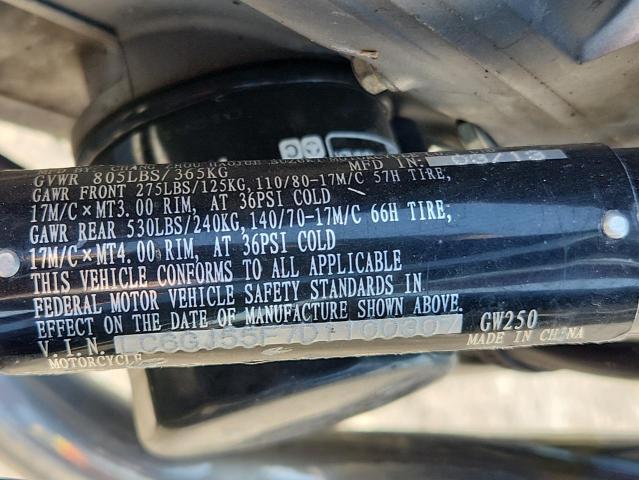 MFD IN: 03/13
GVWR 805LBS/365KG
GAWR FRONT 275LBS/125KG, 110/80-17M/C 57H TIRE,
17M/C×MT3.00 RIM, AT 36PSI COLD
GAWR REAR 530LBS/240KG, 140/70-17M/C 66H TIRE;
17M/C×MT4.00 RIM, AT 36PSI COLD
THIS VEHICLE CONFORMS TO ALL APPLICABLE
FEDERAL MOTOR VEHICLE SAFETY STANDARDS IN
EFFECT ON THE DATE OF MANUFACTURE SHOWN ABOVE.
V.I.N.
MOTORCYCLE
GW250
MADE IN CHINA